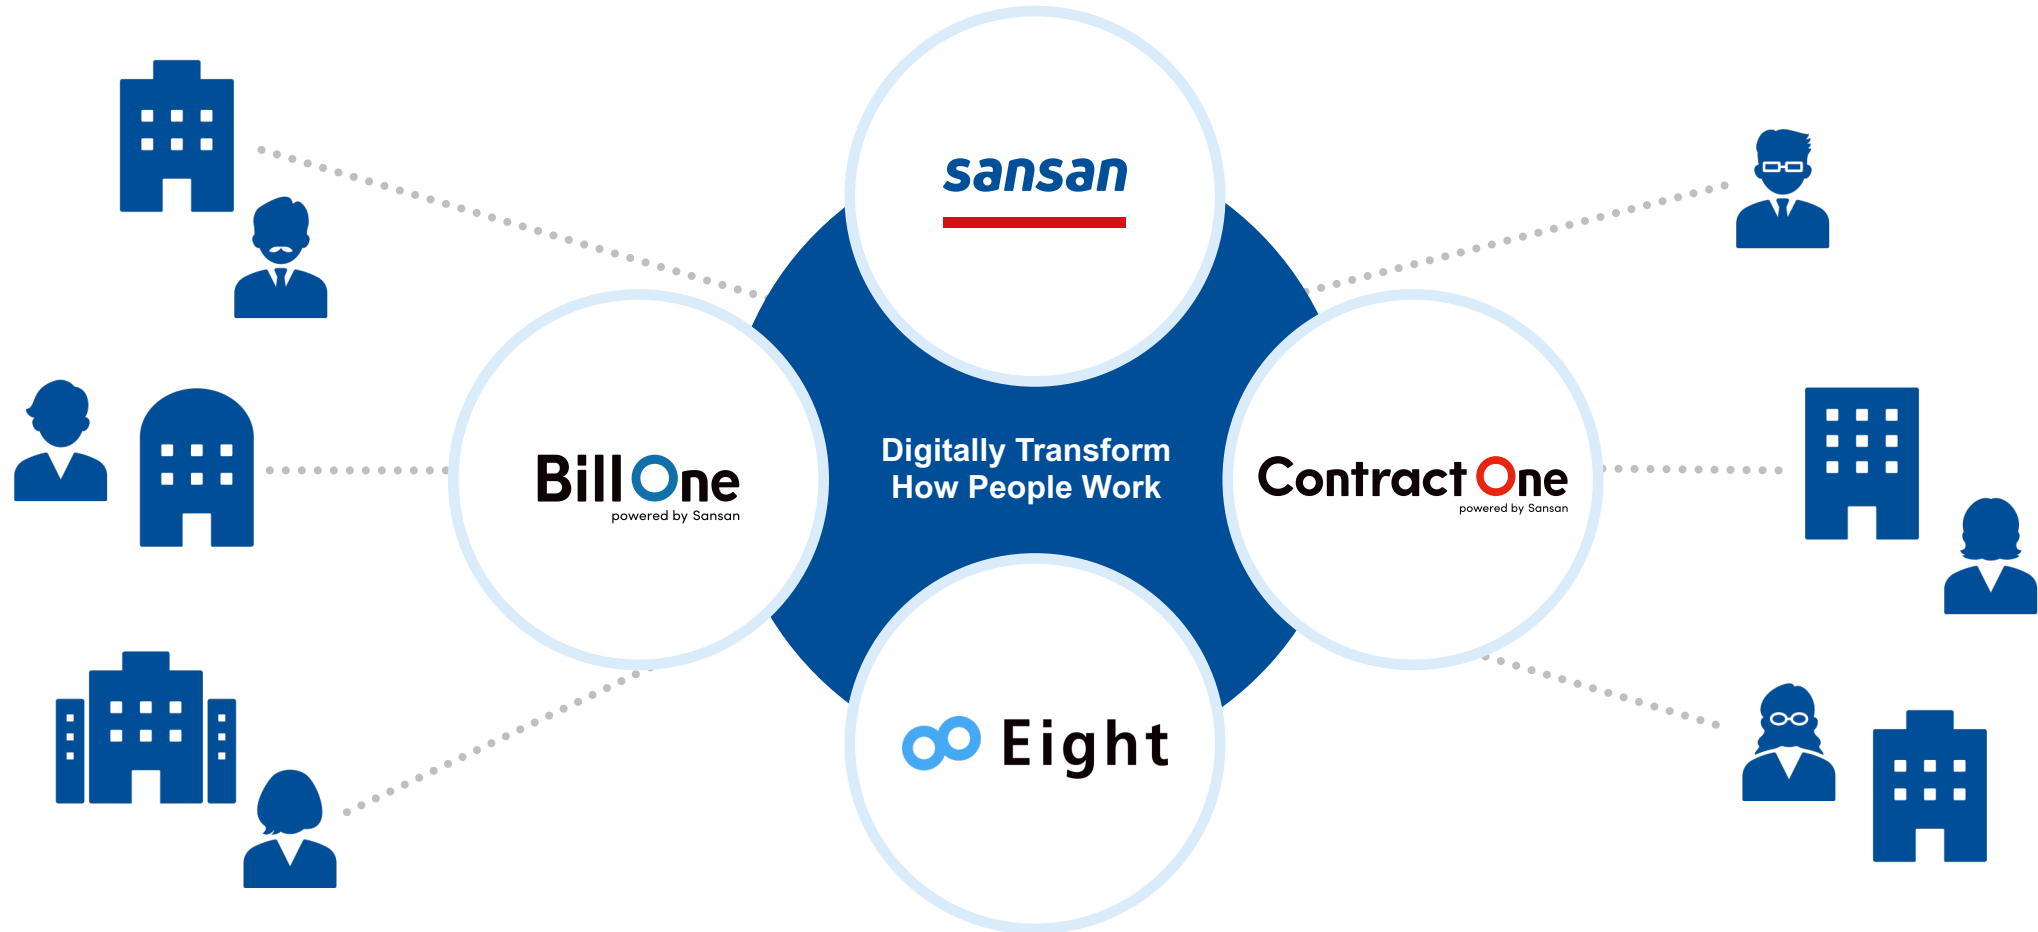 sansan
Bill One
powered by Sansan
Digitally Transform
How People Work
Contract One
powered by Sansan
Eight